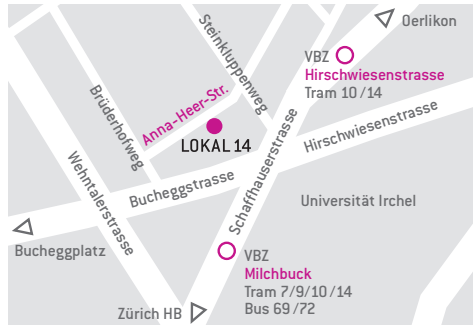 Oerlikon
Steinkluppenweg
VBZ
Hirschwiesenstrasse
Tram 10/14
Brüderhofweg
Anna-Heer-Str.
LOKAL 14
Hirschwiesenstrasse
Wehntalerstrasse
Bucheggstrasse
Schaffhauserstrasse
Universität Irchel
Bucheggplatz
VBZ
Milchbuck
Tram 7/9/10/14
Bus 69/72
Zürich HB